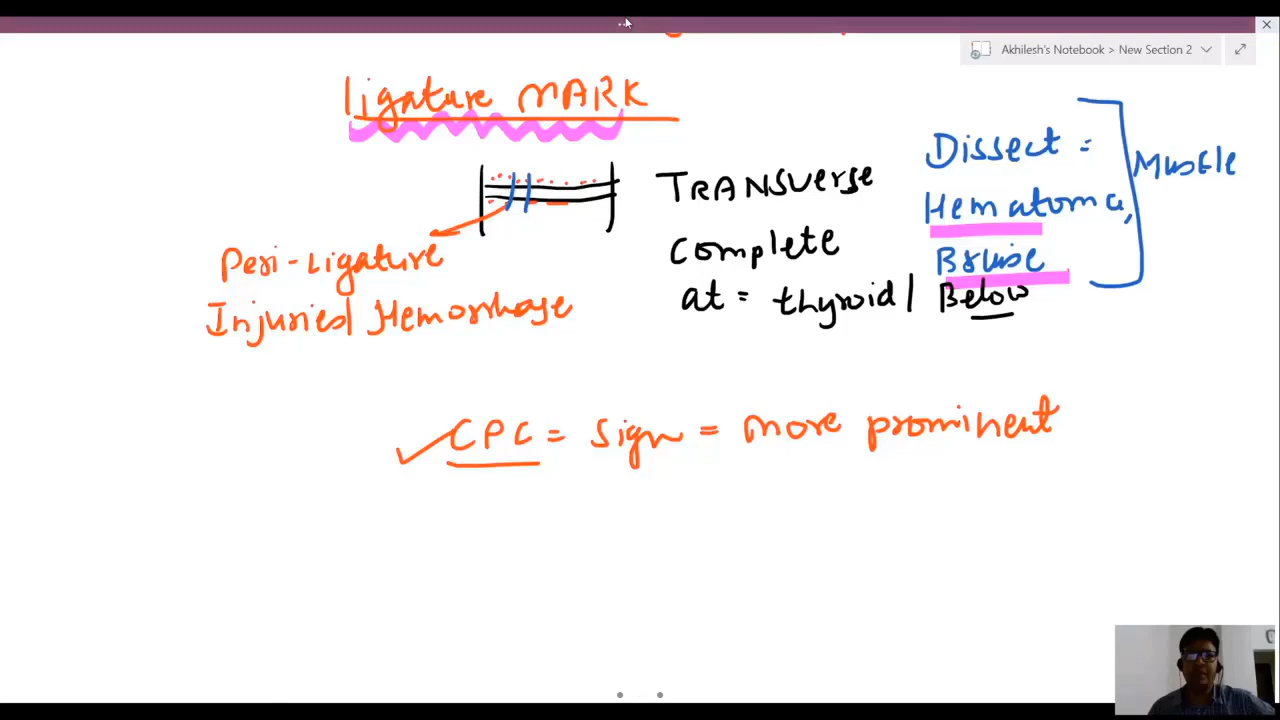 Akhilesh's Notebook > New Section 2
ligature MARK
TRANSVerse
Complete
at = thyroid / Below
Dissect =
Hematoma,
Bruise
Muscle
Peri-Ligature
Injuries/ Hemorrhage
CPC = Sign = more prominent